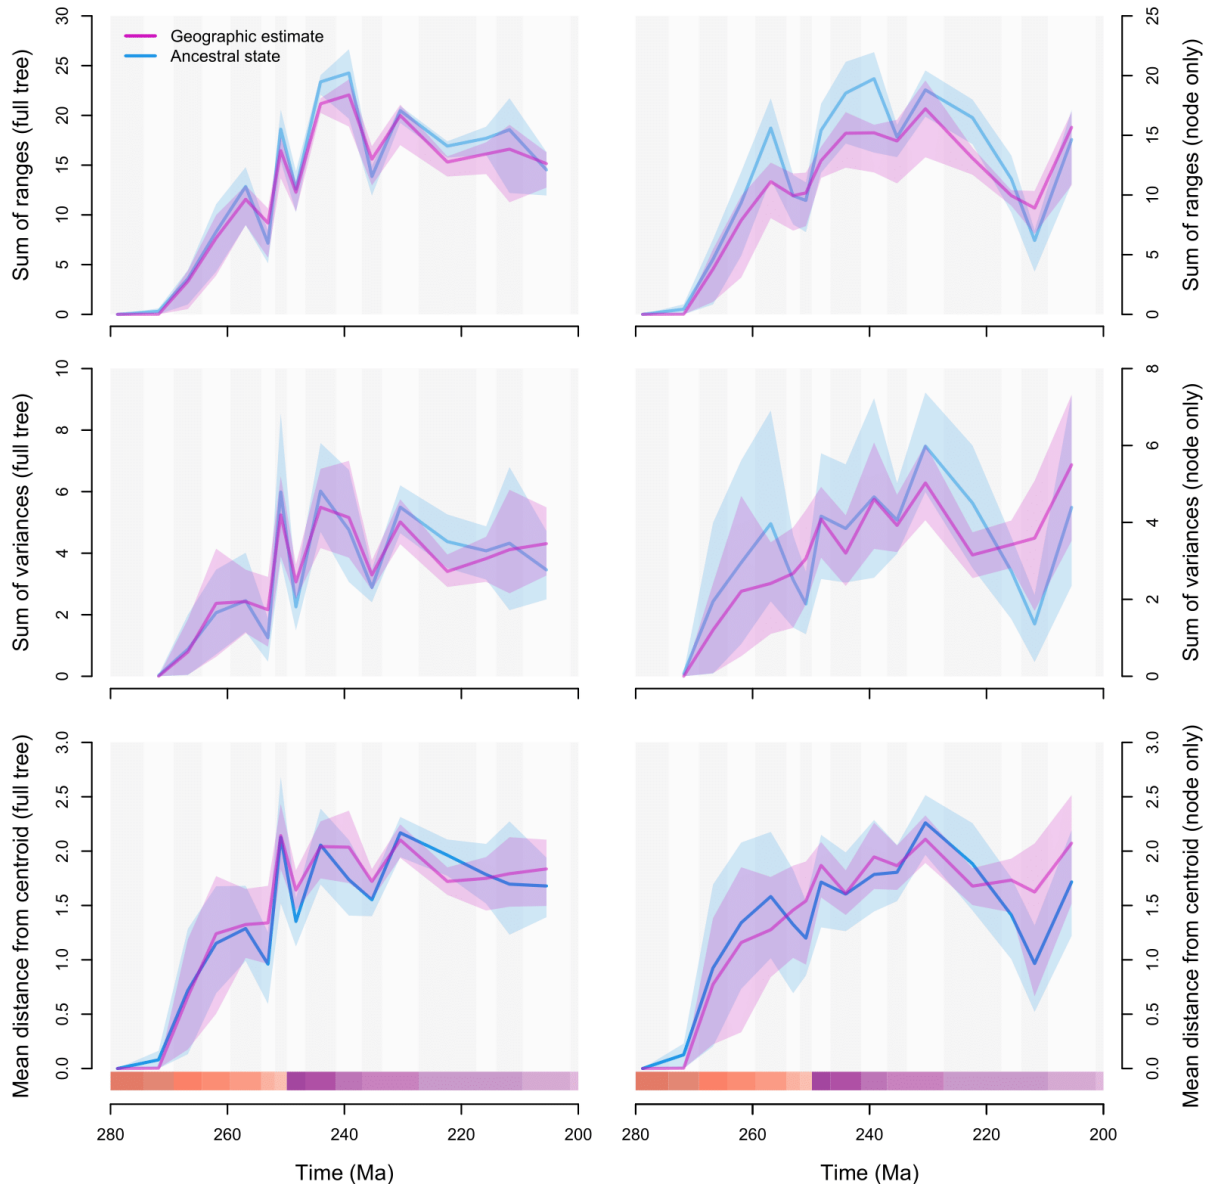 Geographic estimate
Ancestral state
Sum of ranges (full tree)
0 5 10 15 20 25 30
Sum of ranges (node only)
0 5 10 15 20 25
Sum of variances (full tree)
0 2 4 6 8 10
Sum of variances (node only)
0 2 4 6 8
Mean distance from centroid (full tree)
0.0 0.5 1.0 1.5 2.0 2.5 3.0
Mean distance from centroid (node only)
0.0 0.5 1.0 1.5 2.0 2.5 3.0
280 260 240 220 200
280 260 240 220 200
Time (Ma)
Time (Ma)